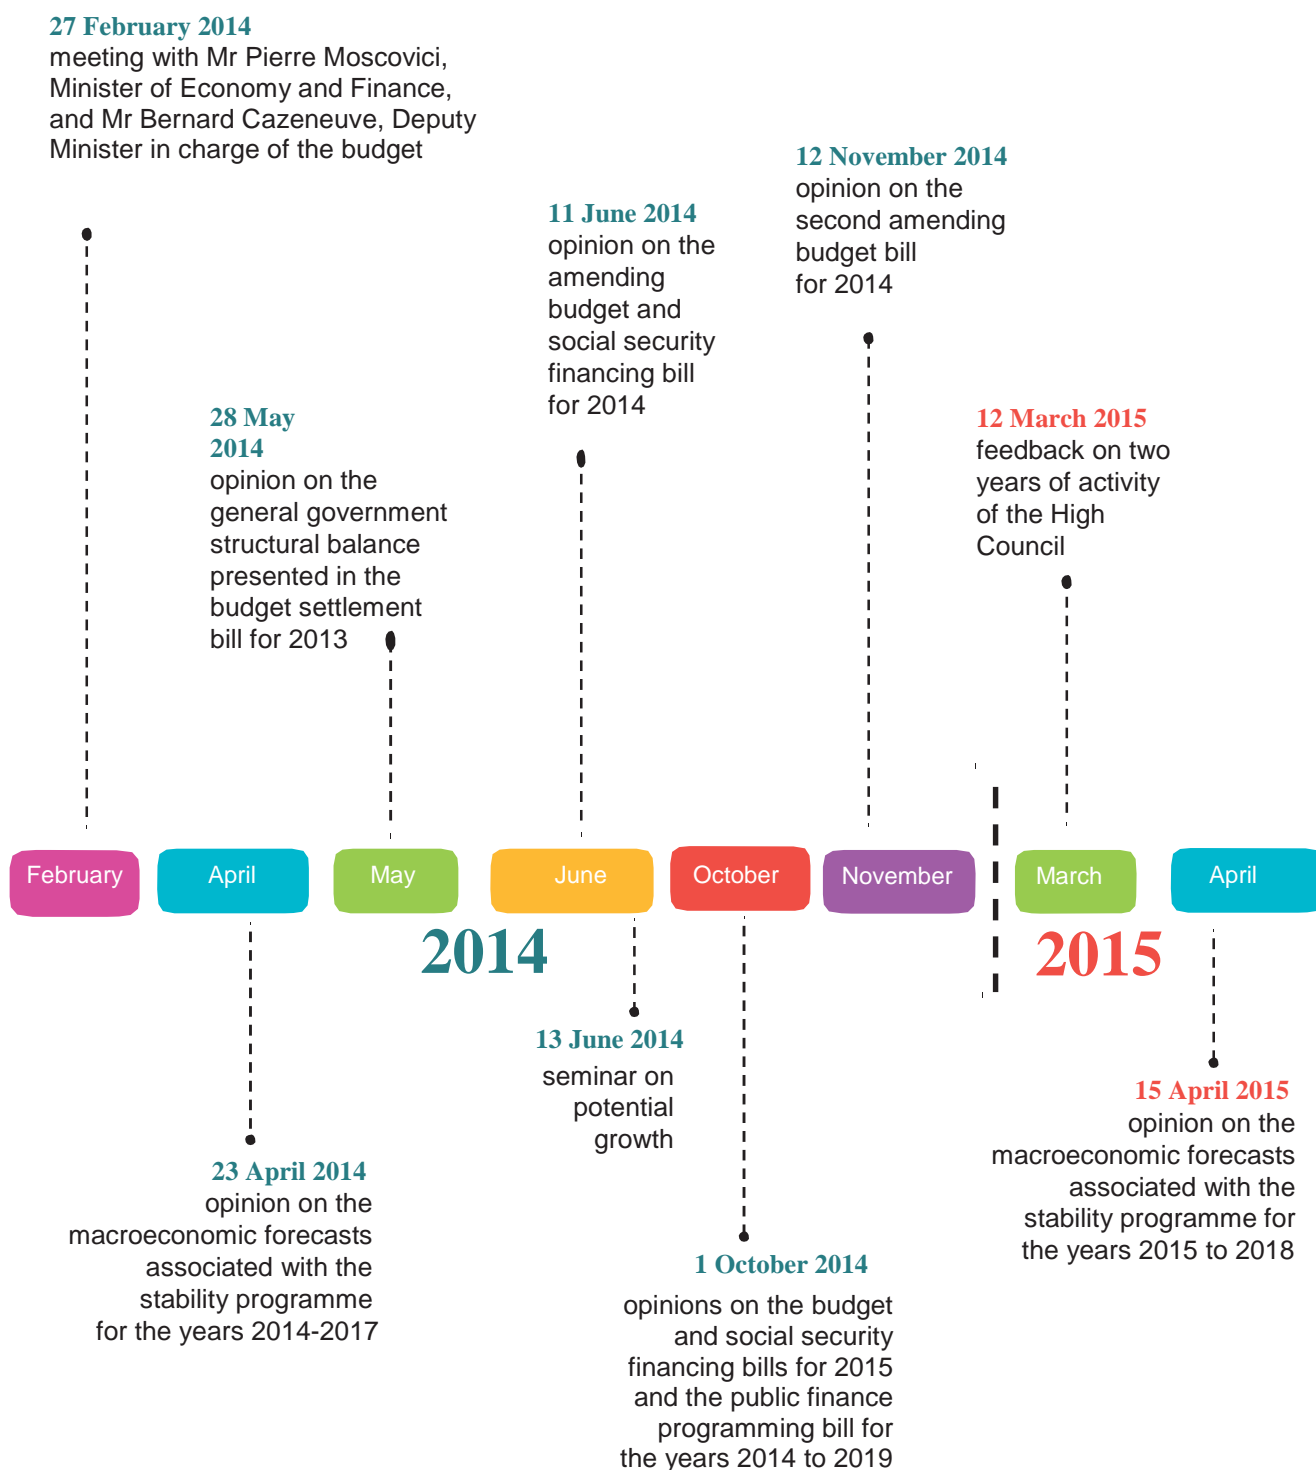 27 February 2014
meeting with Mr Pierre Moscovici,
Minister of Economy and Finance,
and Mr Bernard Cazeneuve, Deputy
Minister in charge of the budget
28 May
2014
opinion on the
general government
structural balance
presented in the
budget settlement
bill for 2013
11 June 2014
opinion on the
amending
budget and
social security
financing bill
for 2014
12 November 2014
opinion on the
second amending
budget bill
for 2014
12 March 2015
feedback on two
years of activity
of the High
Council
February
April
May
June
October
November
March
April
2014
2015
23 April 2014
opinion on the
macroeconomic forecasts
associated with the
stability programme
for the years 2014-2017
13 June 2014
seminar on
potential
growth
1 October 2014
opinions on the budget
and social security
financing bills for 2015
and the public finance
programming bill for
the years 2014 to 2019
15 April 2015
opinion on the
macroeconomic forecasts
associated with the
stability programme for
the years 2015 to 2018